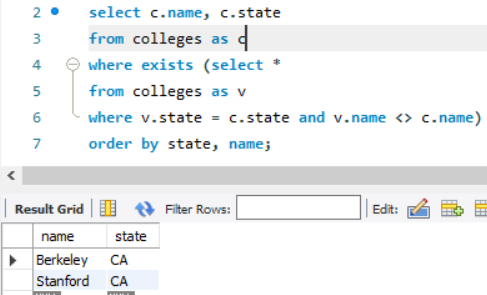 2 select c.name, c.state
3 from colleges as c
4 where exists (select *
5 from colleges as v
6 where v.state = c.state and v.name <> c.name)
7 order by state, name;
Result Grid Filter Rows: Edit:
name state
Berkeley CA
Stanford CA